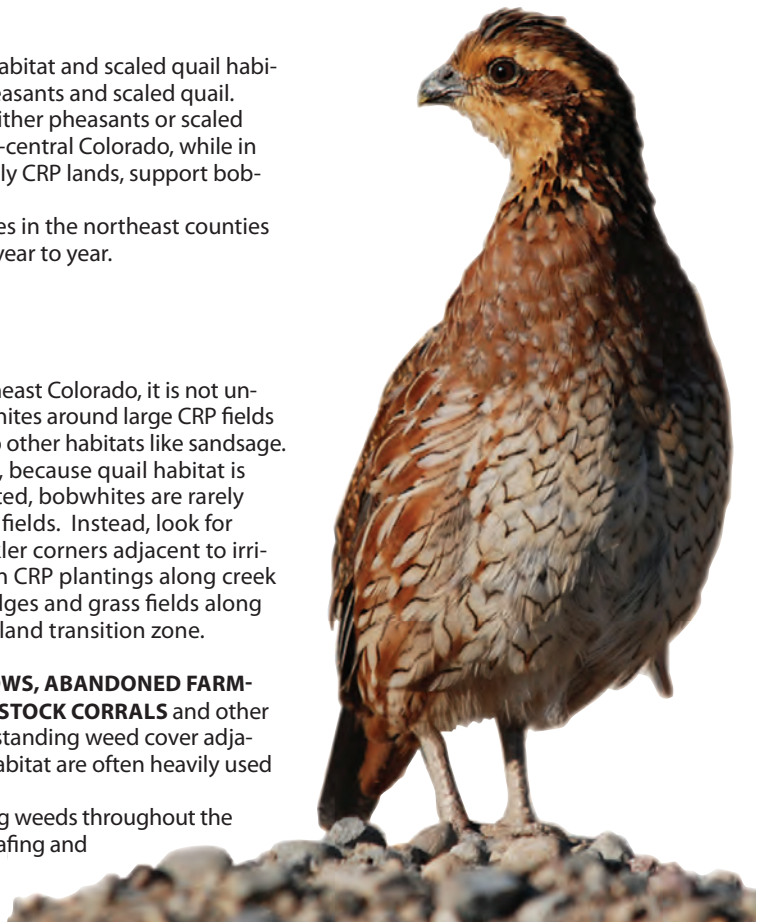 abitat and scaled quail habi-
easants and scaled quail.
ither pheasants or scaled
-central Colorado, while in
ly CRP lands, support bob-
es in the northeast counties
year to year.
heast Colorado, it is not un-
hites around large CRP fields
o other habitats like sandsage.
, because quail habitat is
ted, bobwhites are rarely
fields. Instead, look for
ler corners adjacent to irri-
n CRP plantings along creek
dges and grass fields along
land transition zone.
OWS, ABANDONED FARM-
STOCK CORRALS and other
standing weed cover adja-
abitat are often heavily used
g weeds throughout the
afing and